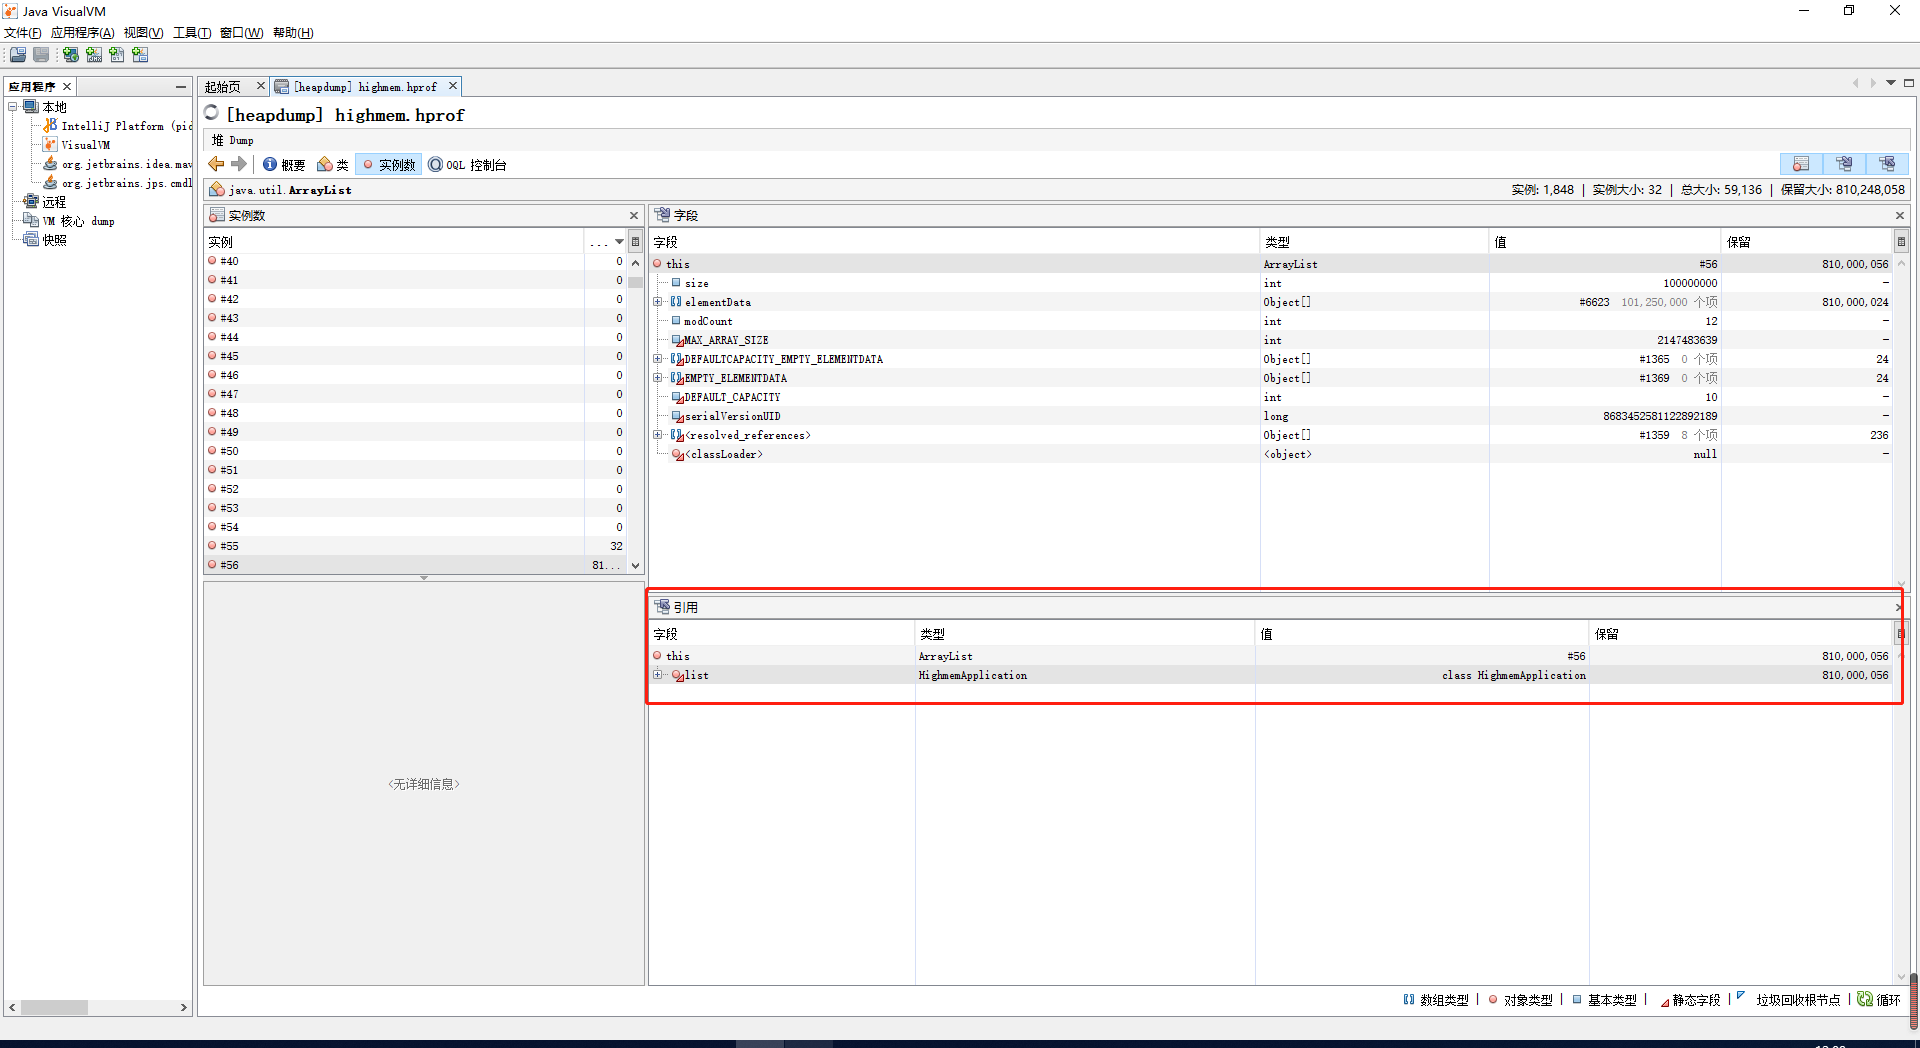 Java VisualVM
文件(F) 应用程序(A) 视图(V) 工具(T) 窗口(W) 帮助(H)
应用程序
本地
IntelliJ Platform (pid
VisualVM
org.jetbrains.idea.mav
org.jetbrains.jps.cmdl
远程
VM 核心 dump
快照
起始页
[heapdump] highmem.hprof
[heapdump] highmem.hprof
堆 Dump
概要 类 实例数 OQL 控制台
java.util.ArrayList
实例: 1,848 | 实例大小: 32 | 总大小: 59,136 | 保留大小: 810,248,058
实例数
实例 ...
#40 0
#41 0
#42 0
#43 0
#44 0
#45 0
#46 0
#47 0
#48 0
#49 0
#50 0
#51 0
#52 0
#53 0
#54 0
#55 32
#56 81...
<无详细信息>
字段
字段 类型 值 保留
this ArrayList #56 810,000,056
size int 100000000 -
elementData Object[] #6623 101,250,000 个项 810,000,024
modCount int 12 -
MAX_ARRAY_SIZE int 2147483639 -
DEFAULTCAPACITY_EMPTY_ELEMENTDATA Object[] #1365 0 个项 24
EMPTY_ELEMENTDATA Object[] #1369 0 个项 24
DEFAULT_CAPACITY int 10 -
serialVersionUID long 8683452581122892189 -
<resolved_references> Object[] #1359 8 个项 236
<classLoader> <object> null -
引用
字段 类型 值 保留
this ArrayList #56 810,000,056
list HighmemApplication class HighmemApplication 810,000,056
数组类型 | 对象类型 | 基本类型 | 静态字段 | 垃圾回收根节点 | 循环